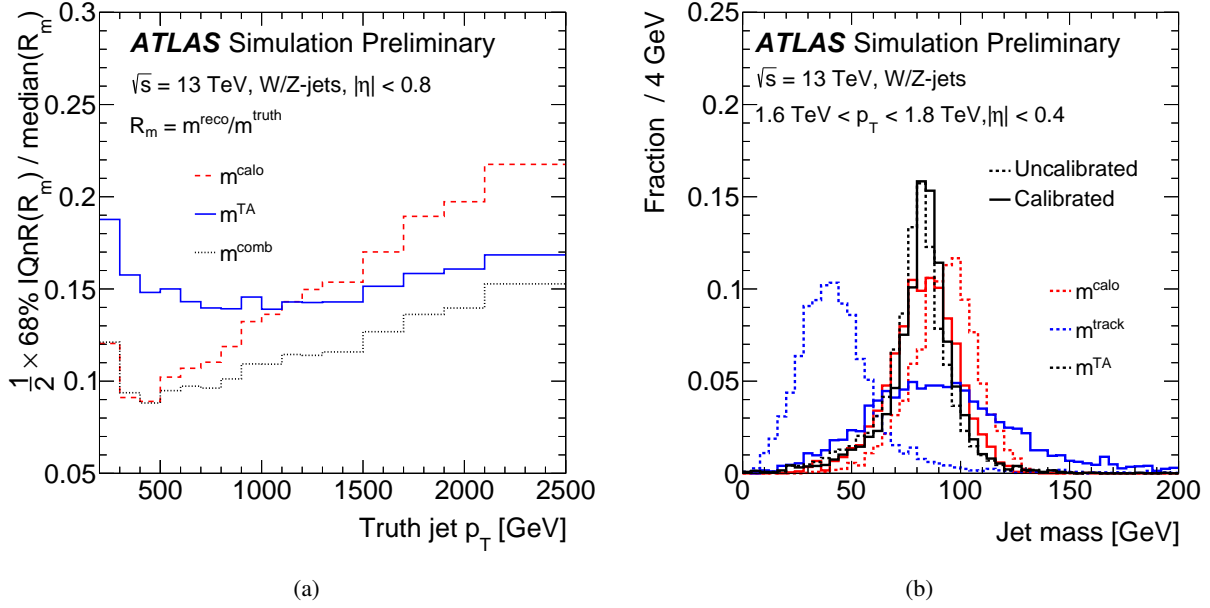 ATLAS Simulation Preliminary
√s = 13 TeV, W/Z-jets, |η| < 0.8
R_m = m^reco/m^truth
m^calo
m^TA
m^comb
½ × 68% IQnR(R_m) / median(R_m)
0.3
0.25
0.2
0.15
0.1
0.05
500 1000 1500 2000 2500
Truth jet p_T [GeV]
(a)
ATLAS Simulation Preliminary
√s = 13 TeV, W/Z-jets
1.6 TeV < p_T < 1.8 TeV,|η| < 0.4
Uncalibrated
Calibrated
m^calo
m^track
m^TA
Fraction / 4 GeV
0.25
0.2
0.15
0.1
0.05
0
0 50 100 150 200
Jet mass [GeV]
(b)